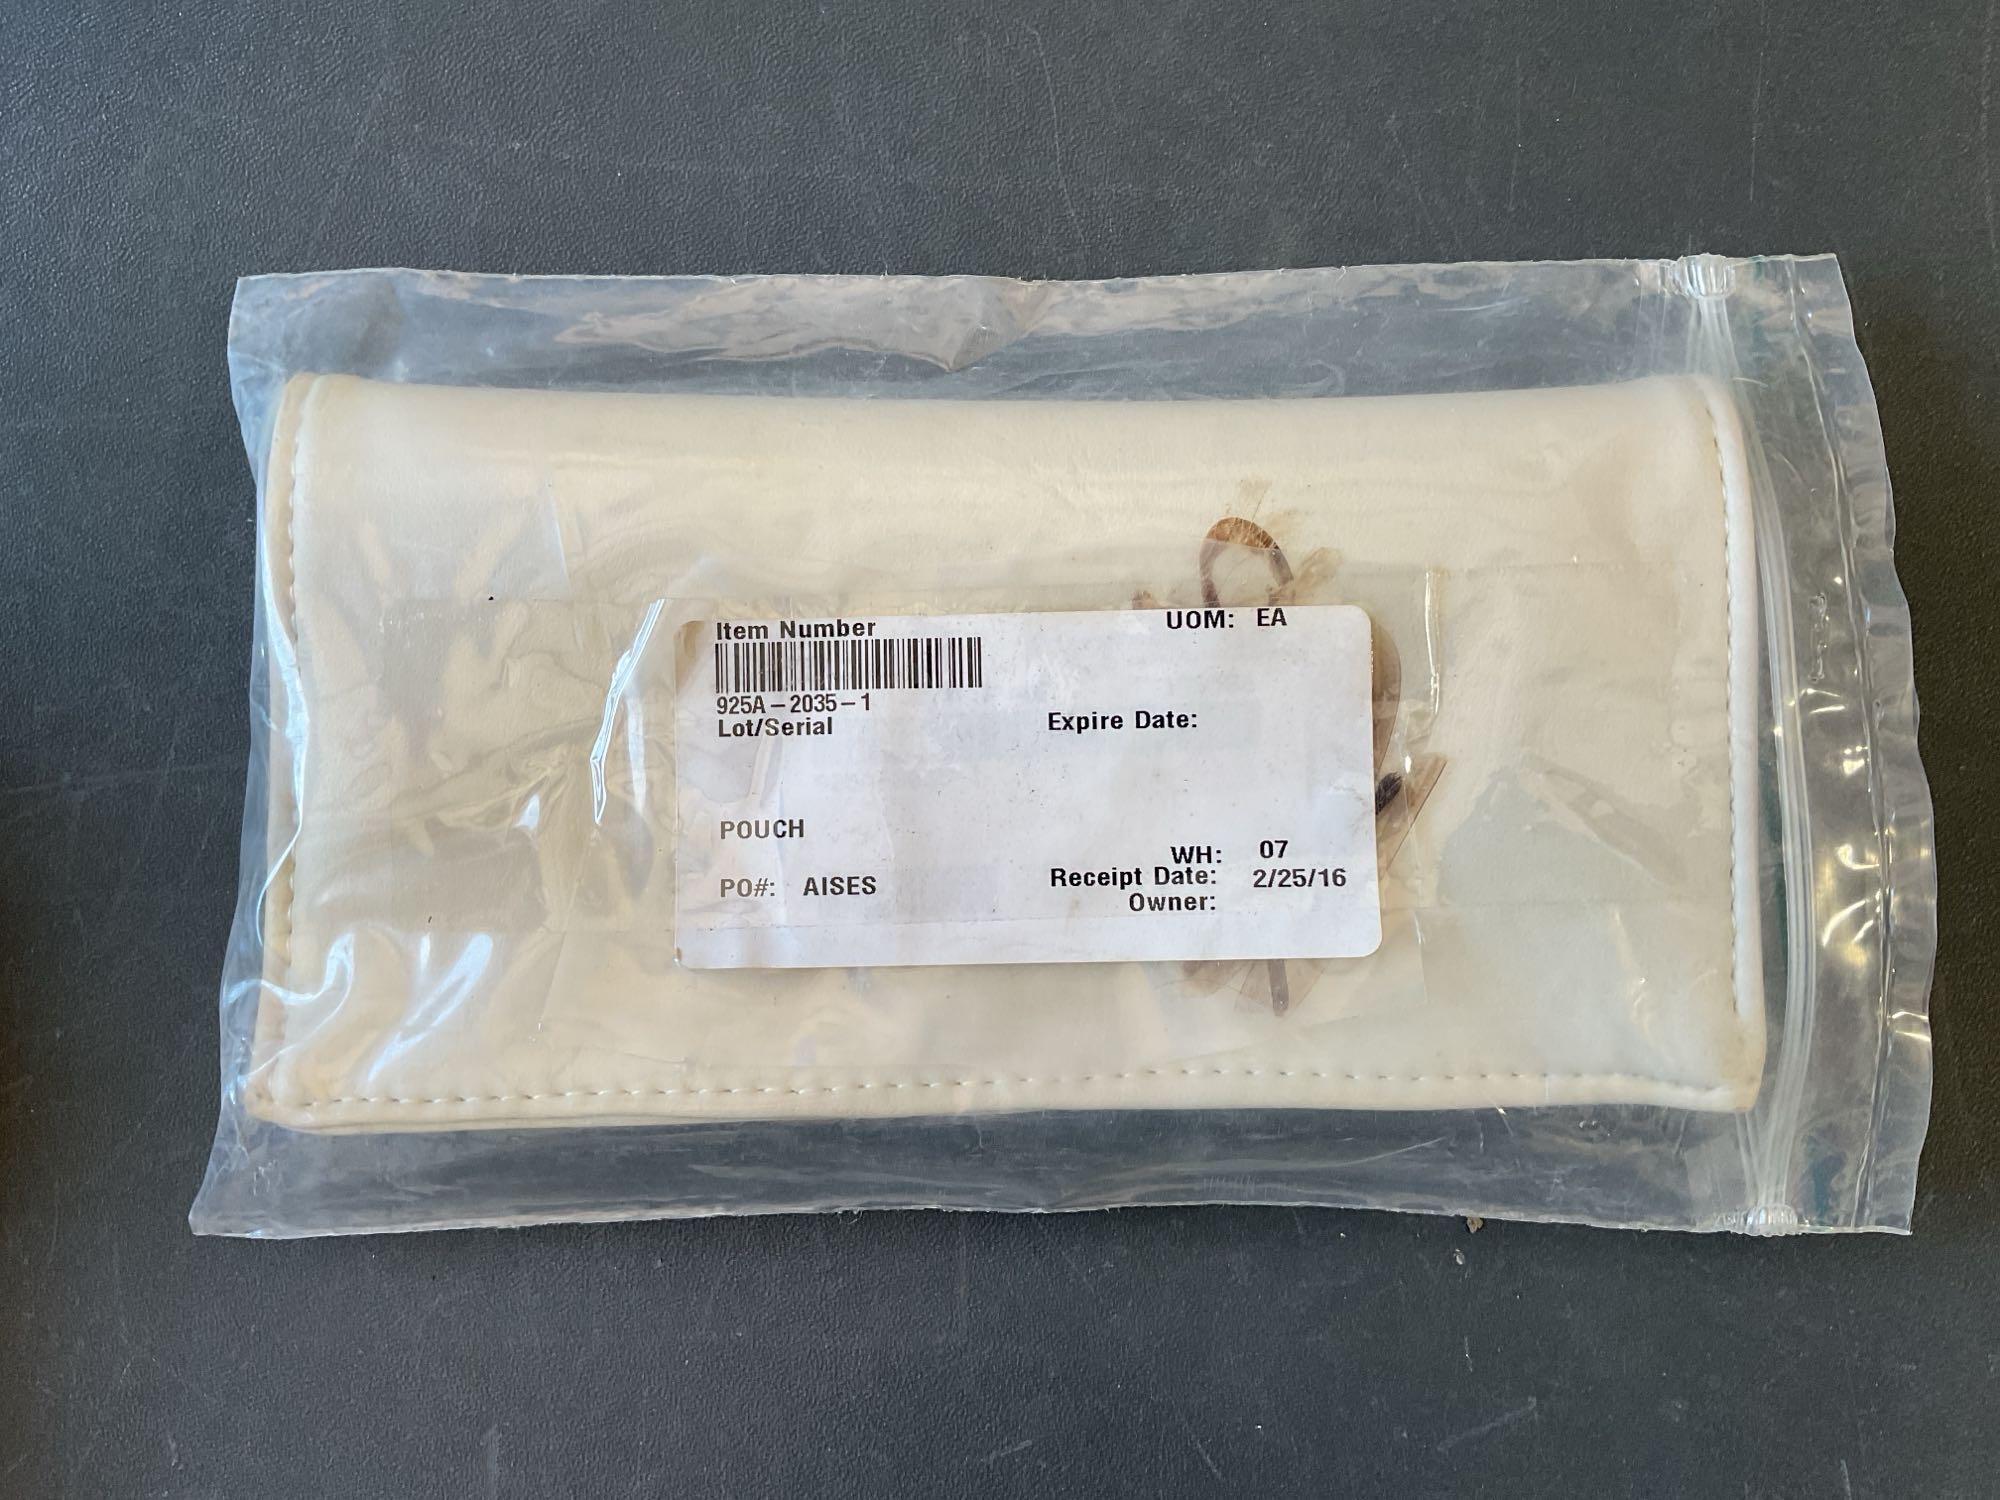 Item Number UOM: EA
925A-2035-1
Lot/Serial Expire Date:
POUCH
WH: 07
PO#: AISES Receipt Date: 2/25/16
Owner: